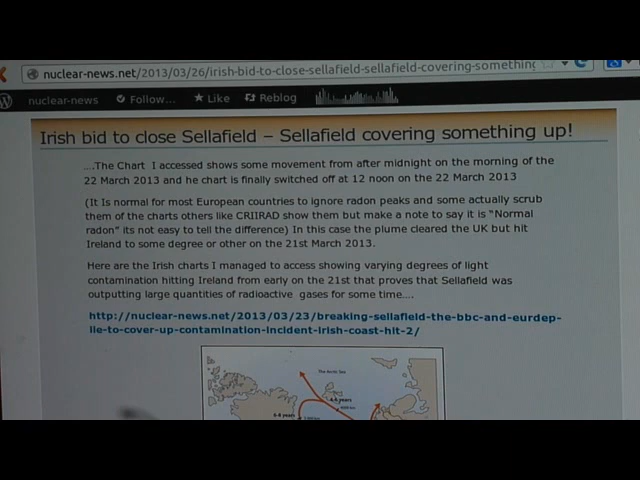 nuclear-news.net/2013/03/26/irish-bid-to-close-sellafield-sellafield-covering-something
nuclear-news Follow... Like Reblog
Irish bid to close Sellafield – Sellafield covering something up!
....The Chart I accessed shows some movement from after midnight on the morning of the
22 March 2013 and he chart is finally switched off at 12 noon on the 22 March 2013
(It Is normal for most European countries to ignore radon peaks and some actually scrub
them of the charts others like CRIIRAD show them but make a note to say it is “Normal
radon” its not easy to tell the difference) In this case the plume cleared the UK but hit
Ireland to some degree or other on the 21st March 2013.
Here are the Irish charts I managed to access showing varying degrees of light
contamination hitting Ireland from early on the 21st that proves that Sellafield was
outputting large quantities of radioactive gases for some time....
http://nuclear-news.net/2013/03/23/breaking-sellafield-the-bbc-and-eurdep-
lie-to-cover-up-contamination-incident-irish-coast-hit-2/
The North Sea
4-6 years